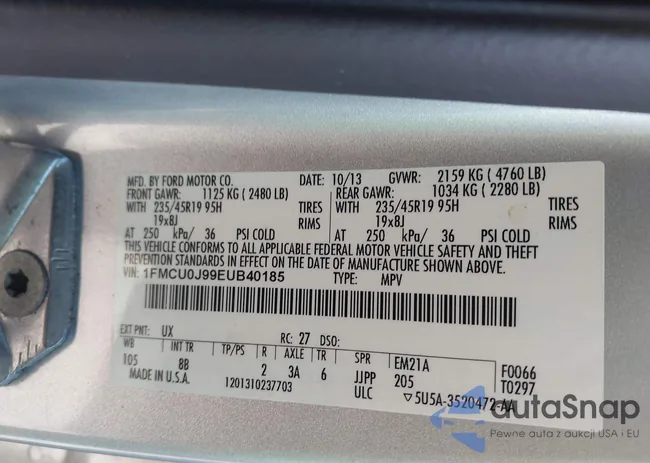 MFD. BY FORD MOTOR CO.
DATE: 10/13 GVWR: 2159 KG ( 4760 LB)
FRONT GAWR: 1125 KG ( 2480 LB) REAR GAWR: 1034 KG ( 2280 LB)
WITH 235/45R19 95H TIRES WITH 235/45R19 95H TIRES
19x8J RIMS 19x8J RIMS
AT 250 kPa/ 36 PSI COLD AT 250 kPa/ 36 PSI COLD
THIS VEHICLE CONFORMS TO ALL APPLICABLE FEDERAL MOTOR VEHICLE SAFETY AND THEFT
PREVENTION STANDARDS IN EFFECT ON THE DATE OF MANUFACTURE SHOWN ABOVE.
VIN: 1FMCU0J99EUB40185 TYPE: MPV
EXT PNT: UX RC: 27 DSO:
WB INT TR TP/PS R AXLE TR SPR EM21A F0066
105 8B 2 3A 6 JJPP 205 T0297
MADE IN U.S.A. 1201310237703 ULC ▽5U5A-3520472-AA
autaSnap
Pewne auta z aukcji USA i EU